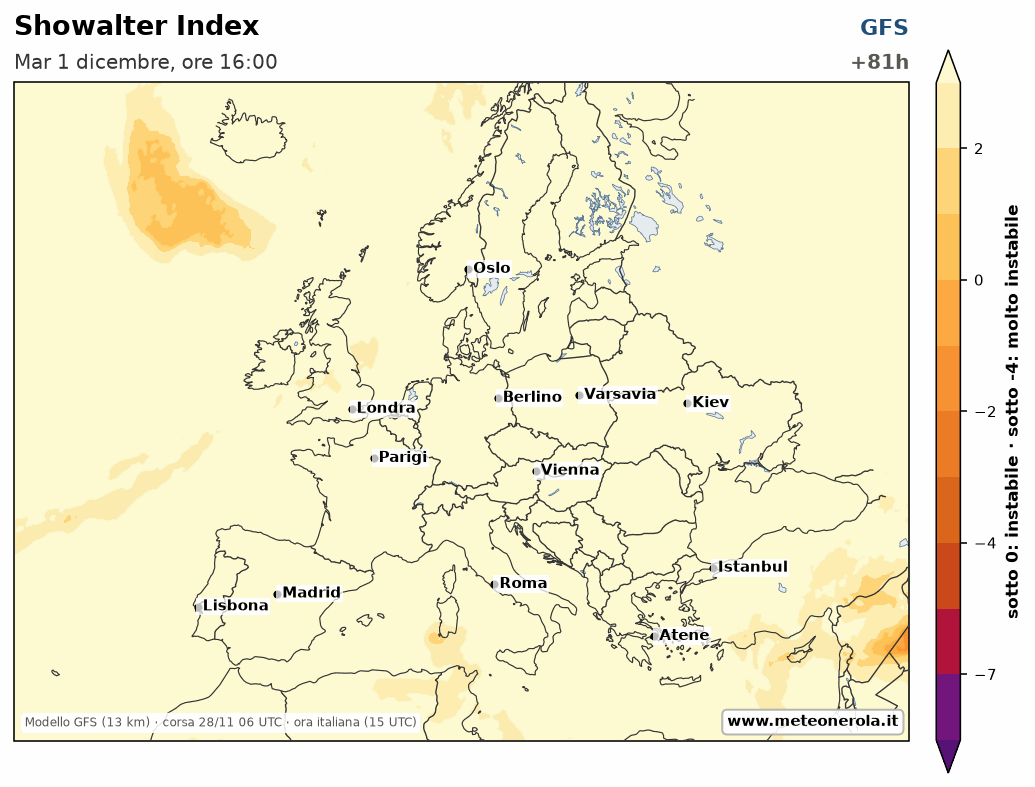 Showalter Index
GFS
Mar 1 dicembre, ore 16:00
+81h
Oslo
Londra
Berlino
Varsavia
Kiev
Parigi
Vienna
Istanbul
Roma
Madrid
Lisbona
Atene
Modello GFS (13 km) · corsa 28/11 06 UTC · ora italiana (15 UTC)
www.meteonerola.it
2
0
−2
−4
−7
sotto 0: instabile · sotto -4: molto instabile